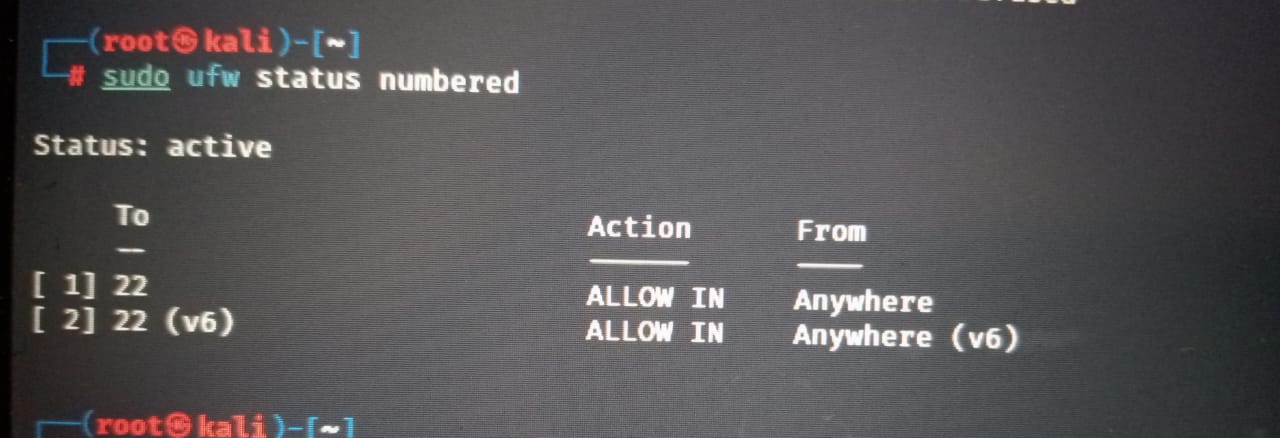 ┌──(root㉿kali)-[~]
└─# sudo ufw status numbered
Status: active
To Action From
-- ------ ----
[ 1] 22 ALLOW IN Anywhere
[ 2] 22 (v6) ALLOW IN Anywhere (v6)
┌──(root㉿kali)-[~]